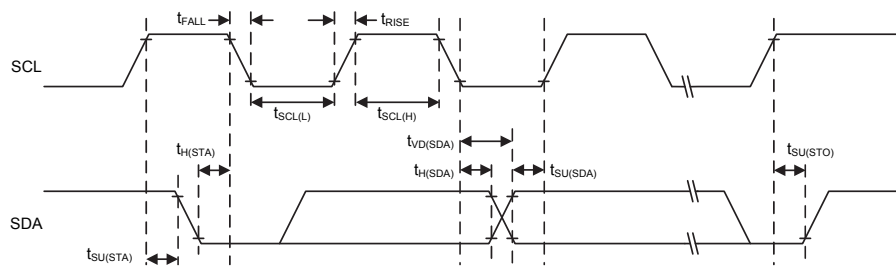 tFALL
tRISE
SCL
tSCL(L)
tSCL(H)
tVD(SDA)
tH(STA)
tH(SDA)
tSU(SDA)
tSU(STO)
SDA
tSU(STA)